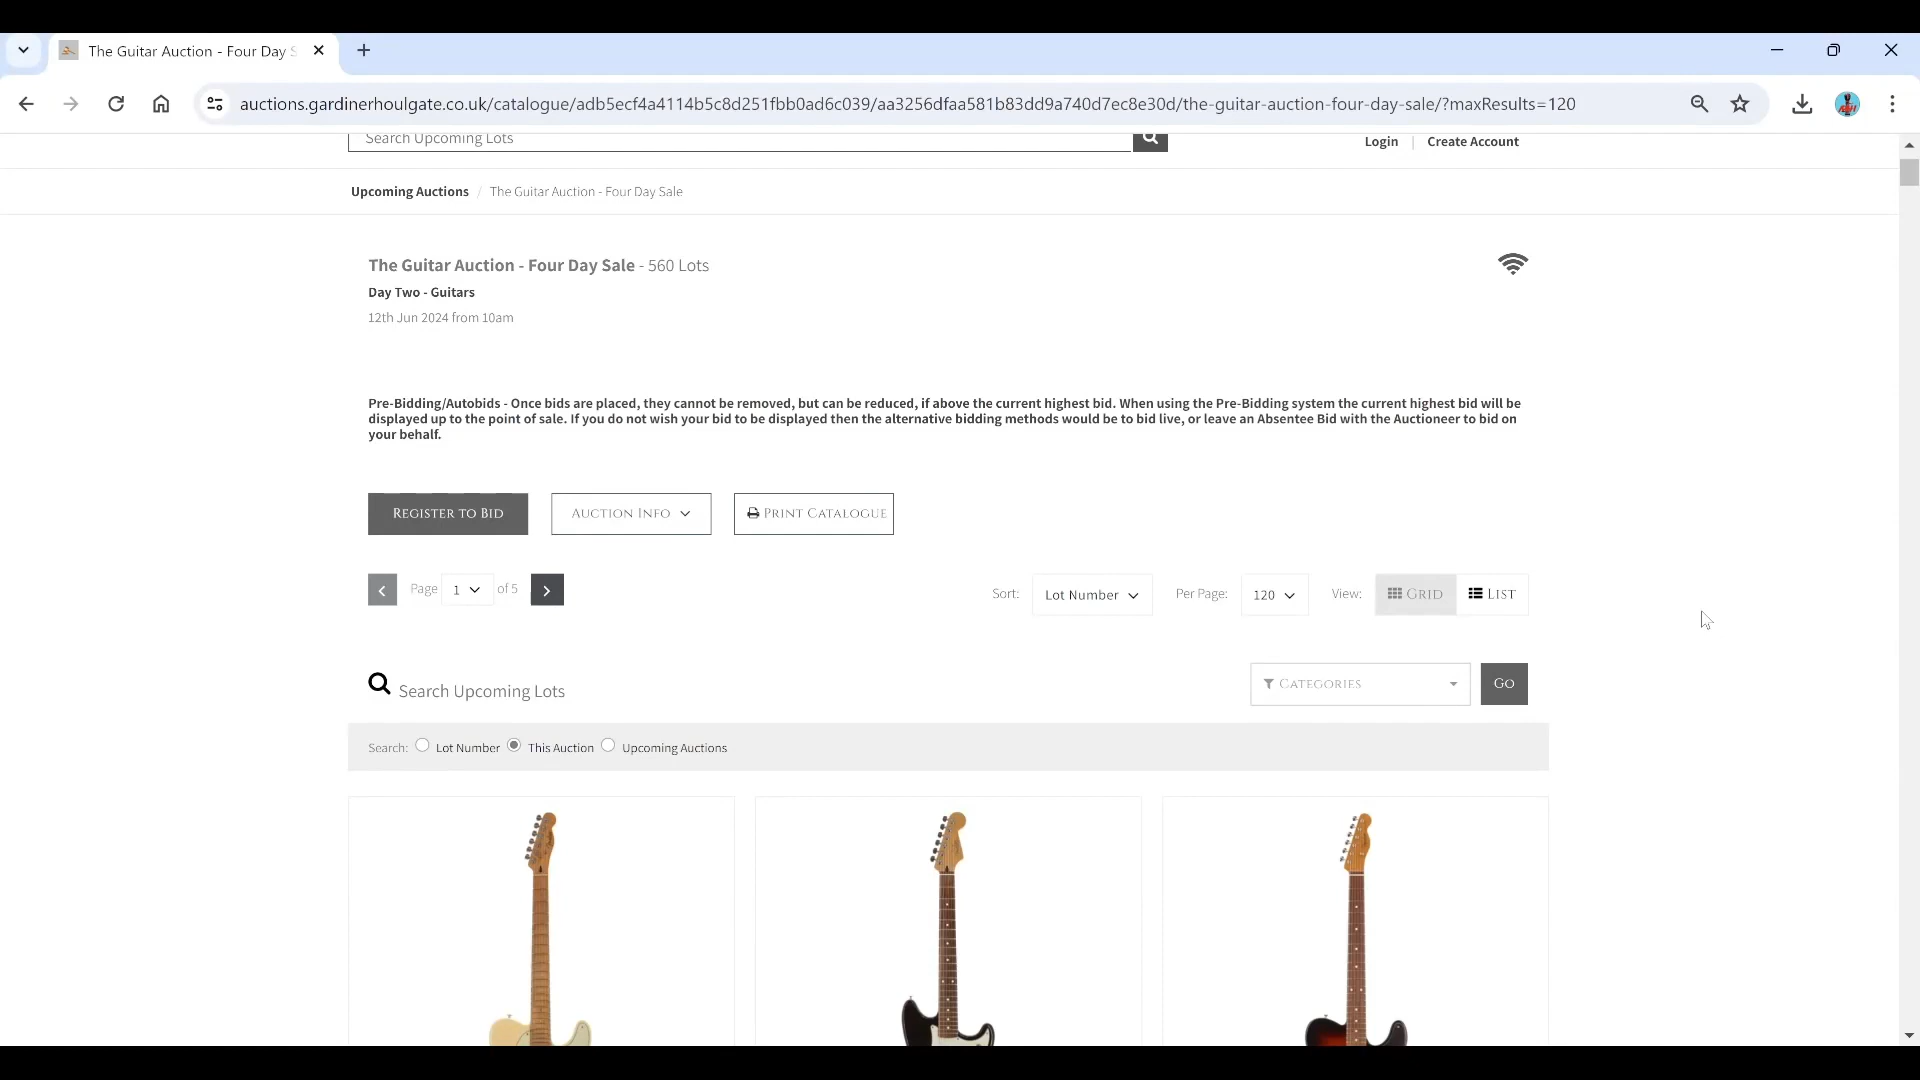 The Guitar Auction - Four Day S
auctions.gardinerhoulgate.co.uk/catalogue/adb5ecf4a4114b5c8d251fbb0ad6c039/aa3256dfaa581b83dd9a740d7ec8e30d/the-guitar-auction-four-day-sale/?maxResults=120
Search Upcoming Lots
Login | Create Account
Upcoming Auctions / The Guitar Auction - Four Day Sale
The Guitar Auction - Four Day Sale - 560 Lots
Day Two - Guitars
12th Jun 2024 from 10am
Pre-Bidding/Autobids - Once bids are placed, they cannot be removed, but can be reduced, if above the current highest bid. When using the Pre-Bidding system the current highest bid will be
displayed up to the point of sale. If you do not wish your bid to be displayed then the alternative bidding methods would be to bid live, or leave an Absentee Bid with the Auctioneer to bid on
your behalf.
Register to Bid Auction Info Print Catalogue
Page 1 of 5 Sort: Lot Number Per Page: 120 View: Grid List
Search Upcoming Lots Categories Go
Search: Lot Number This Auction Upcoming Auctions